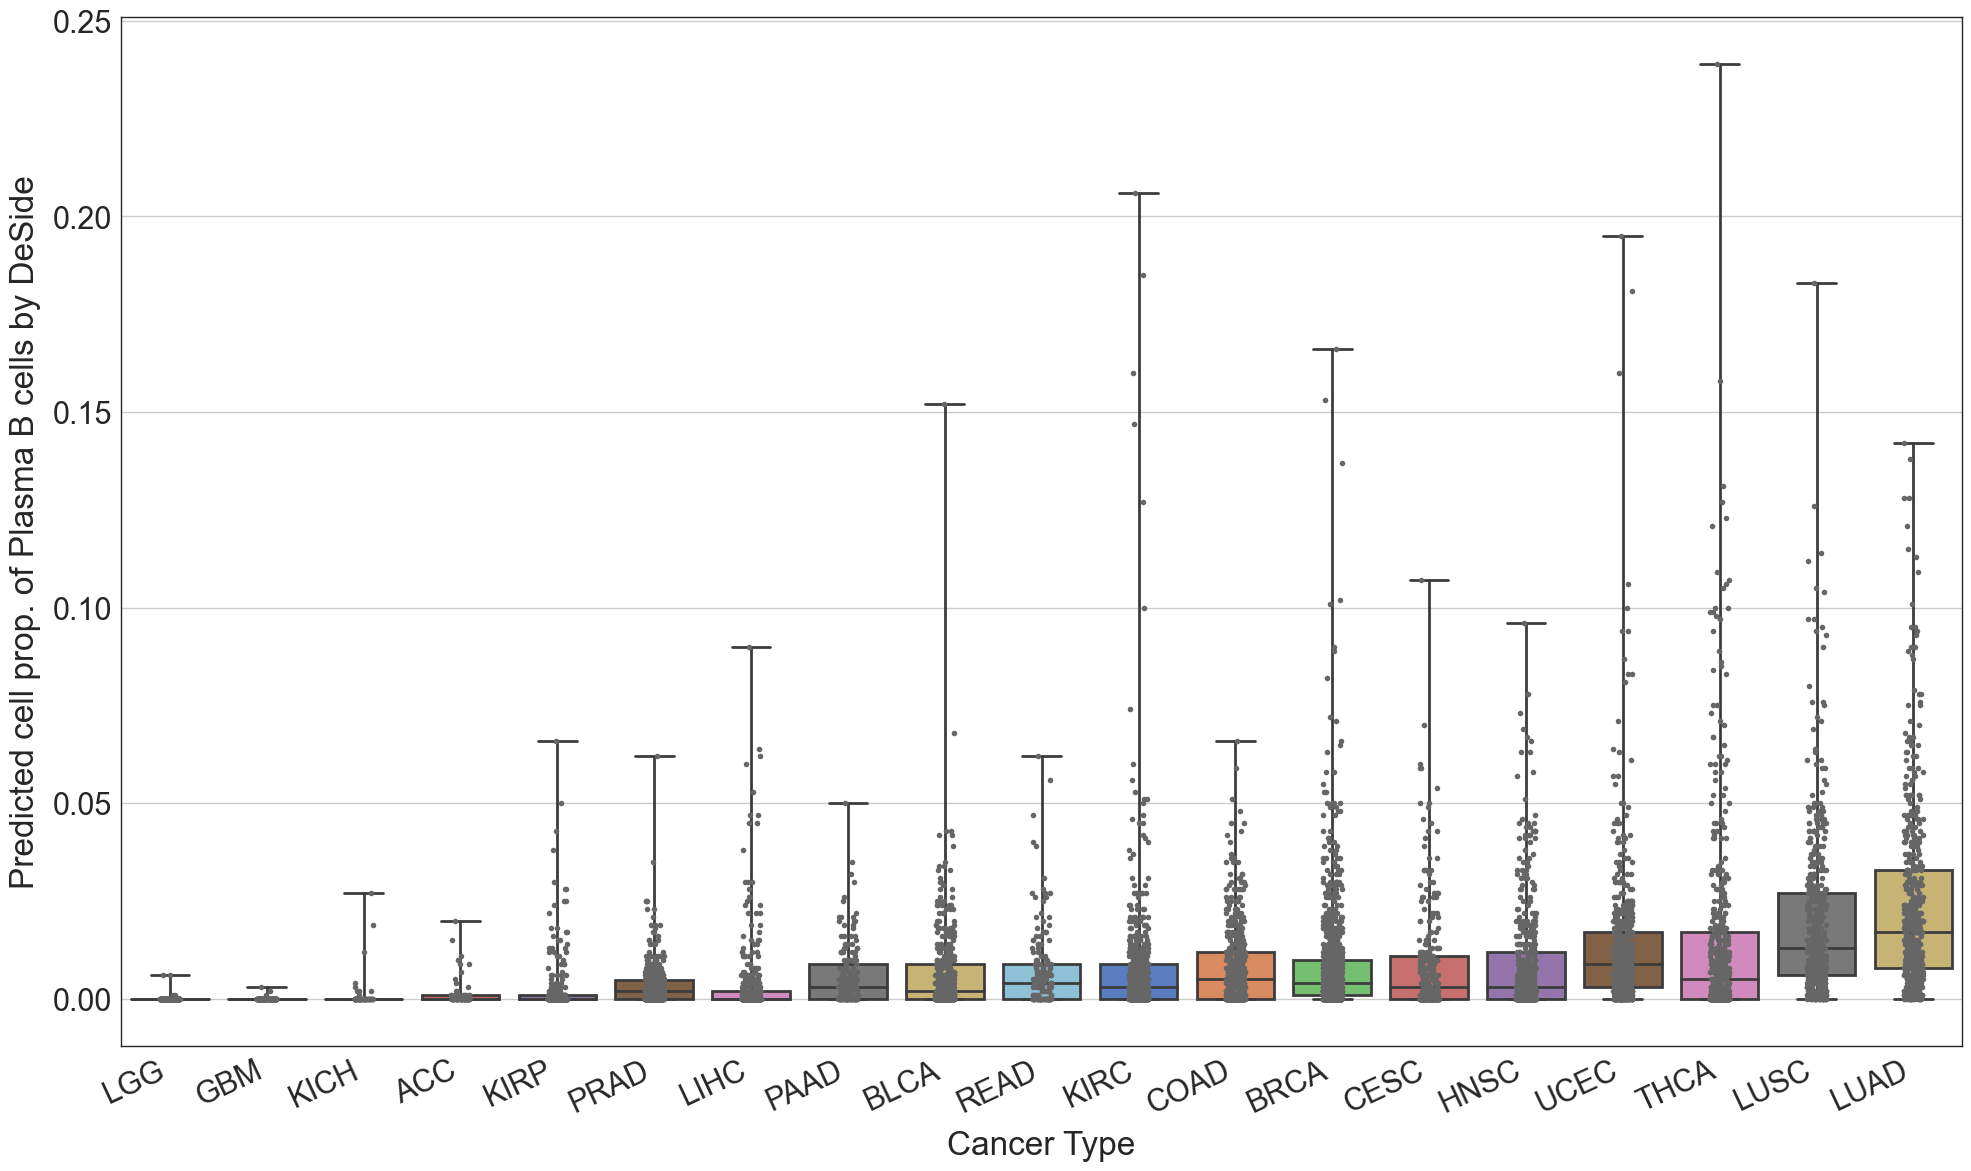 Predicted cell prop. of Plasma B cells by DeSide
0.25
0.20
0.15
0.10
0.05
0.00
LGG
GBM
KICH
ACC
KIRP
PRAD
LIHC
PAAD
BLCA
READ
KIRC
COAD
BRCA
CESC
HNSC
UCEC
THCA
LUSC
LUAD
Cancer Type